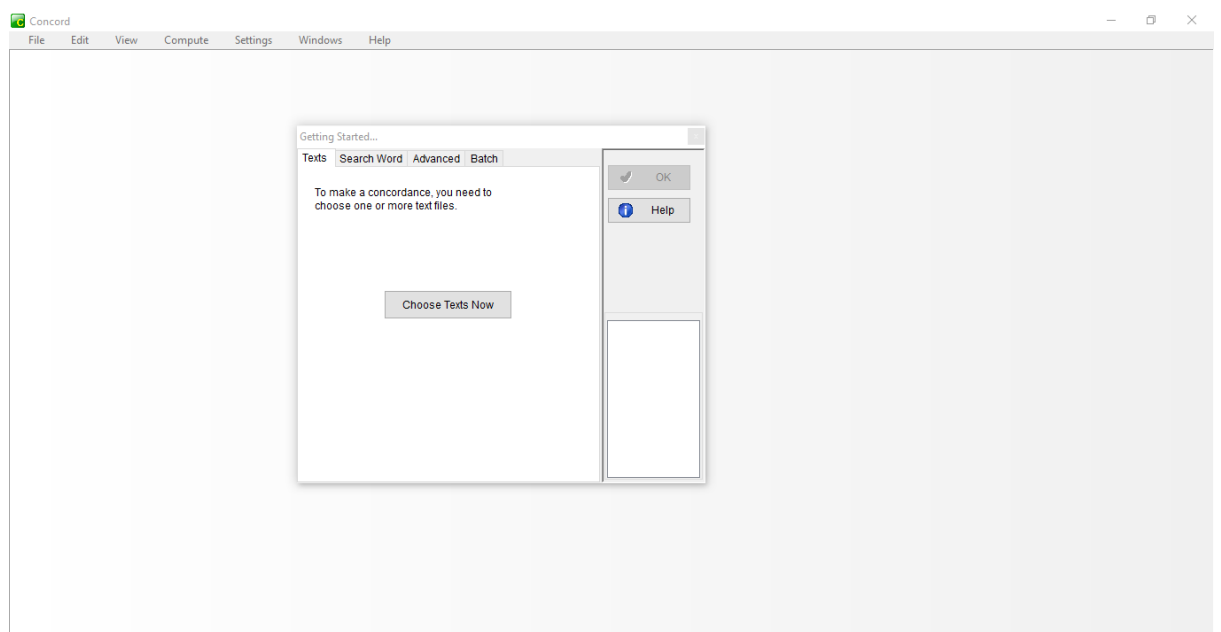 Concord
File Edit View Compute Settings Windows Help
Getting Started...
Texts Search Word Advanced Batch
To make a concordance, you need to
choose one or more text files.
OK
Help
Choose Texts Now